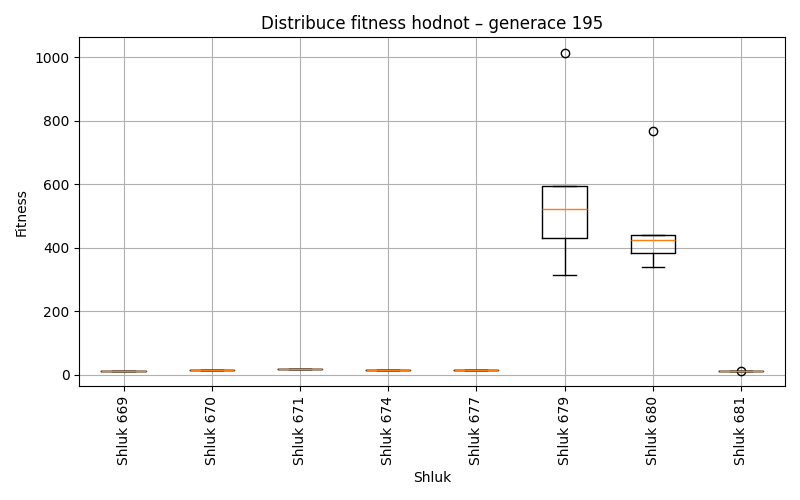 Distribuce fitness hodnot – generace 195
Fitness
1000
800
600
400
200
0
Shluk 669
Shluk 670
Shluk 671
Shluk 674
Shluk 677
Shluk 679
Shluk 680
Shluk 681
Shluk